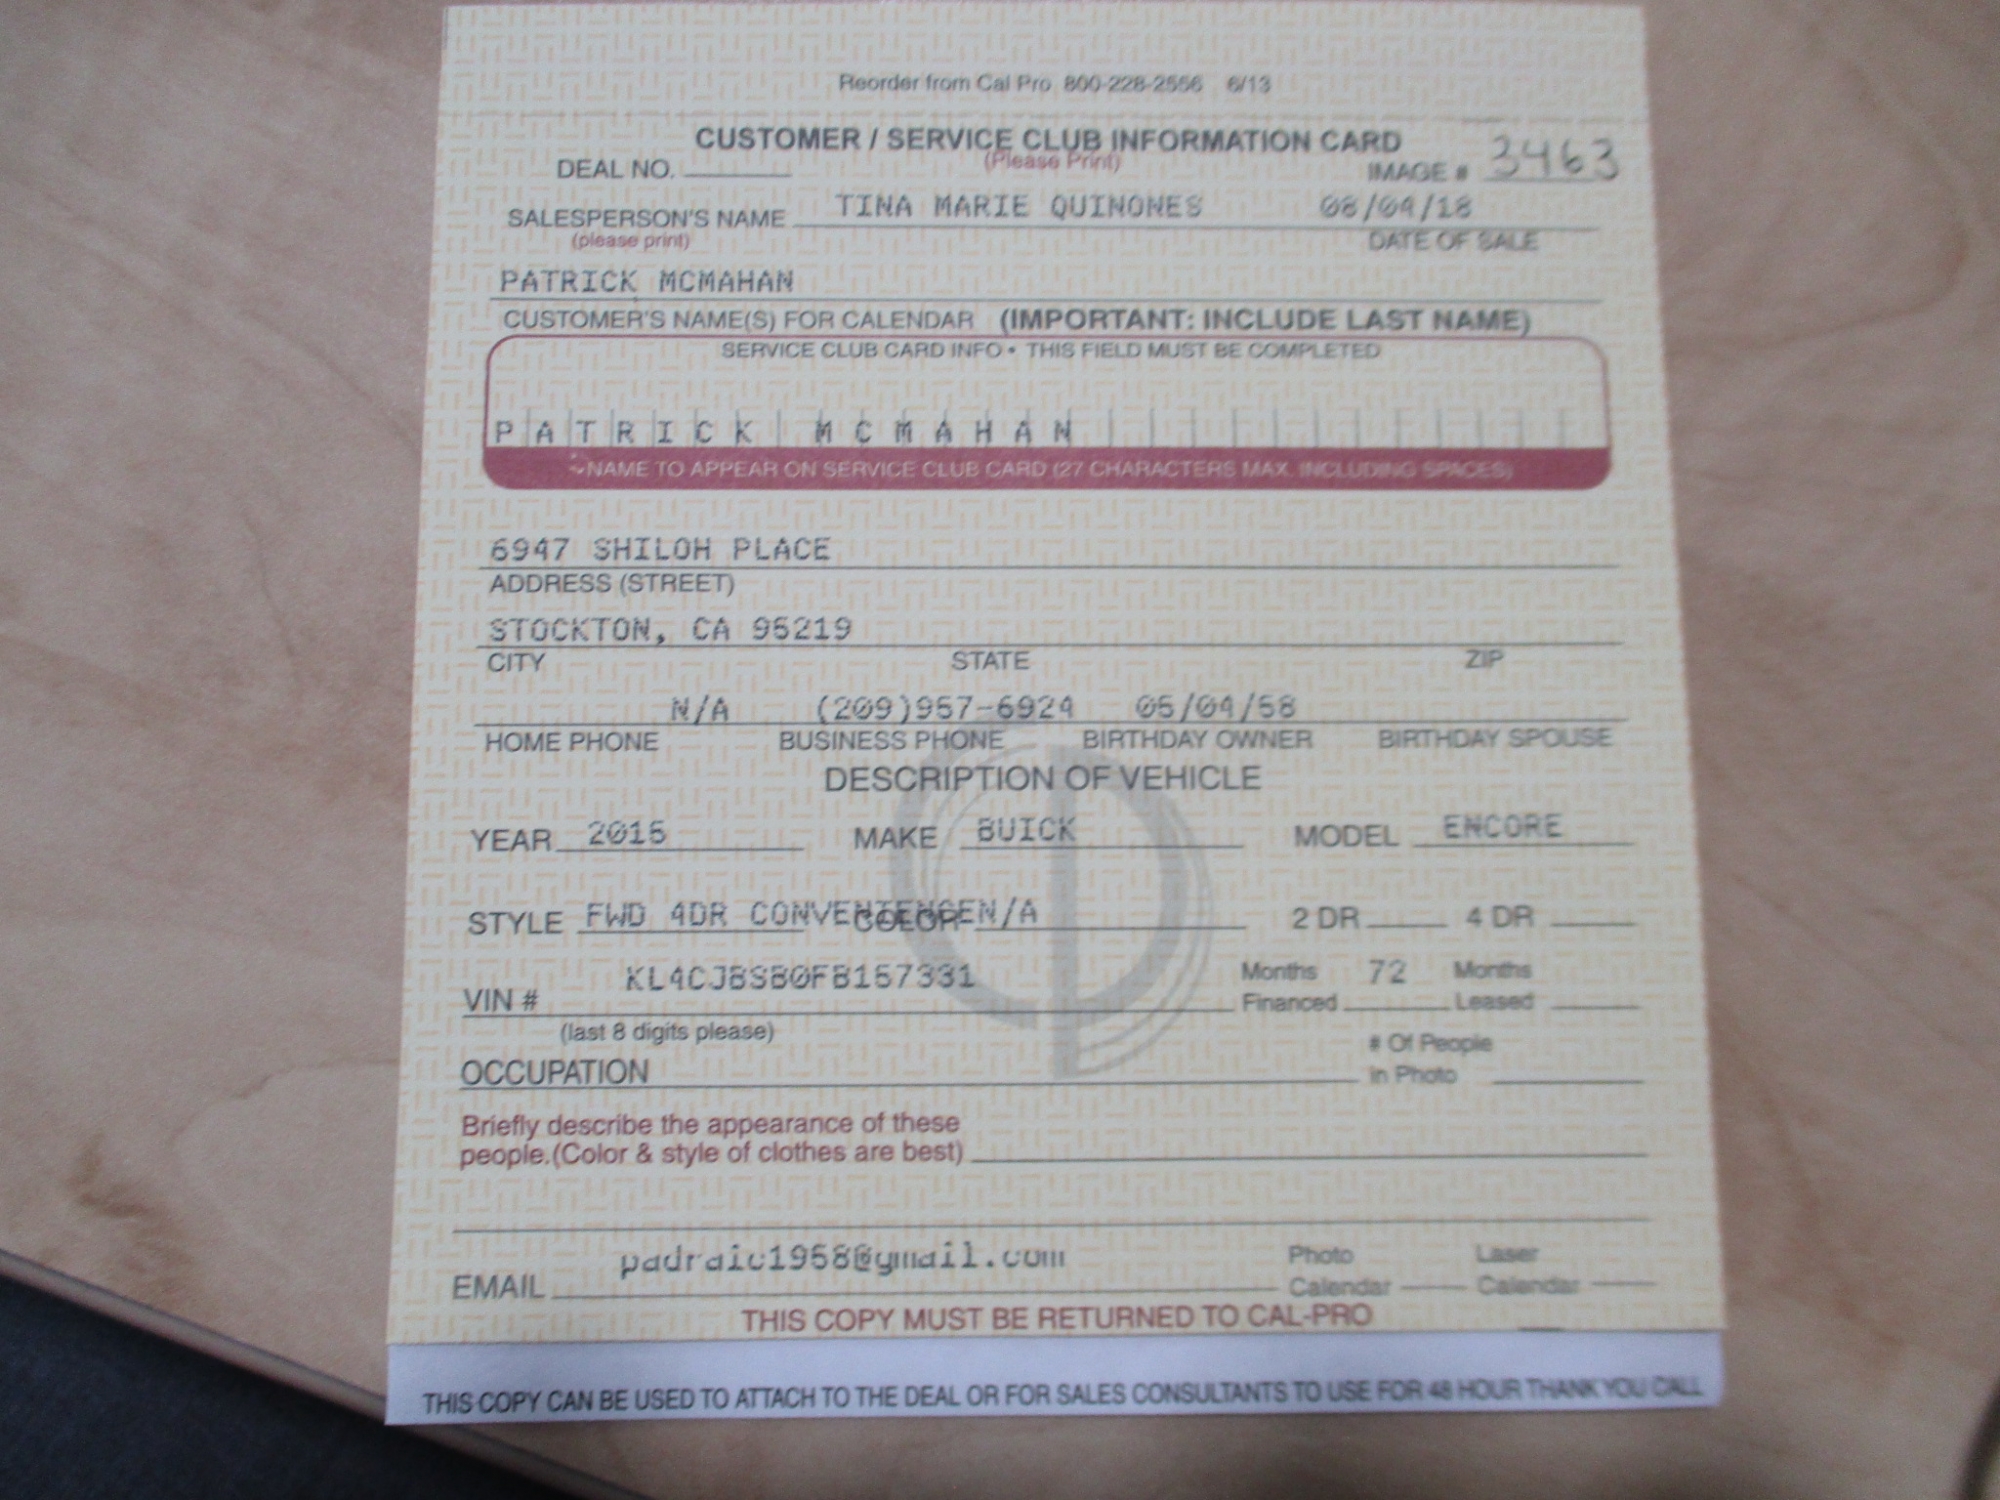 Reorder from Cal Pro 800-228-2556 6/13
CUSTOMER / SERVICE CLUB INFORMATION CARD
(Please Print)
DEAL NO.
IMAGE # 3463
SALESPERSON'S NAME TINA MARIE QUINONES 08/04/18
(please print) DATE OF SALE
PATRICK MCMAHAN
CUSTOMER'S NAME(S) FOR CALENDAR (IMPORTANT: INCLUDE LAST NAME)
SERVICE CLUB CARD INFO • THIS FIELD MUST BE COMPLETED
PATRICK MCMAHAN
NAME TO APPEAR ON SERVICE CLUB CARD (27 CHARACTERS MAX. INCLUDING SPACES)
6947 SHILOH PLACE
ADDRESS (STREET)
STOCKTON, CA 95219
CITY STATE ZIP
N/A (209)957-6924 05/04/58
HOME PHONE BUSINESS PHONE BIRTHDAY OWNER BIRTHDAY SPOUSE
DESCRIPTION OF VEHICLE
YEAR 2015 MAKE BUICK MODEL ENCORE
STYLE FWD 4DR CONVENIENCE COLOR N/A 2 DR 4 DR
KL4CJBSB0FB157331 Months 72 Months
VIN # Financed Leased
(last 8 digits please)
# Of People
OCCUPATION In Photo
Briefly describe the appearance of these
people.(Color & style of clothes are best)
padraic1958@gmail.com Photo Laser
EMAIL Calendar Calendar
THIS COPY MUST BE RETURNED TO CAL-PRO
THIS COPY CAN BE USED TO ATTACH TO THE DEAL OR FOR SALES CONSULTANTS TO USE FOR 48 HOUR THANK YOU CALL